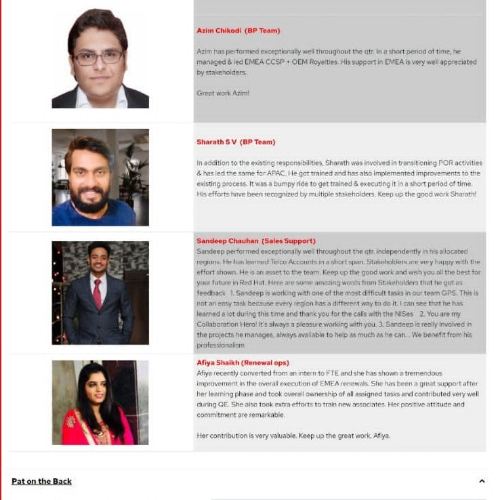 Azim Chikodi (BP Team)
Azim has performed exceptionally well throughout the qtr. In a short period of time, he
managed & led EMEA CCSP + OEM Royalties. His support in EMEA is very well appreciated
by stakeholders.
Great work Azim!
Sharath S V (BP Team)
In addition to the existing responsibilities, Sharath was involved in transitioning POR activities
& has led the same for APAC. He got trained and has also implemented improvements to the
existing process. It was a bumpy ride to get trained & executing it in a short period of time.
His efforts have been recognized by multiple stakeholders. Keep up the good work Sharath!
Sandeep Chauhan (Sales Support)
Sandeep performed exceptionally well throughout the qtr. independently in his allocated
regions. He has learned Telco Accounts in a short span. Stakeholders are very happy with the
effort shown. He is an asset to the team. Keep up the good work and wish you all the best for
your future in Red Hat. Here are some amazing words from Stakeholders that he got as
feedback 1. Sandeep is working with one of the most difficult tasks in our team GPS. This is
not an easy task because every region has a different way to do it. I can see that he has
learned a lot during this time and thank you for the calls with the NISes 2. You are my
Collaboration Hero! It's always a pleasure working with you. 3. Sandeep is really involved in
the projects he manages, always available to help as much as he can... We benefit from his
professionalism
Afiya Shaikh (Renewal ops)
Afiya recently converted from an intern to FTE and she has shown a tremendous
improvement in the overall execution of EMEA renewals. She has been a great support after
her learning phase and took overall ownership of all assigned tasks and contributed very well
during QE. She also took extra efforts to train new associates. Her positive attitude and
commitment are remarkable.
Her contribution is very valuable. Keep up the great work, Afiya.
Pat on the Back